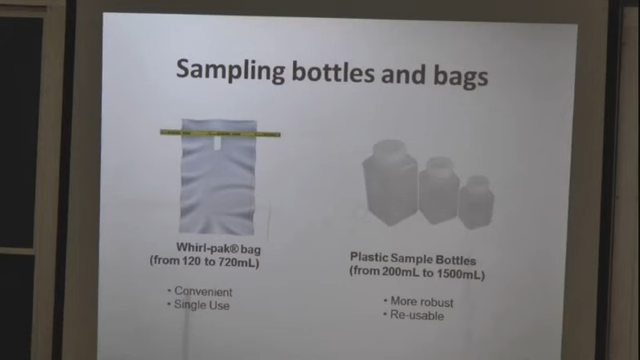 Sampling bottles and bags
Whirl-pak® bag
(from 120 to 720mL)
• Convenient
• Single Use
Plastic Sample Bottles
(from 200mL to 1500mL)
• More robust
• Re-usable